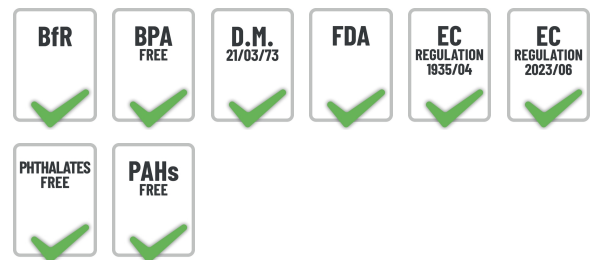 BfR
BPA
FREE
D.M.
21/03/73
FDA
EC
REGULATION
1935/04
EC
REGULATION
2023/06
PHTHALATES
FREE
PAHs
FREE